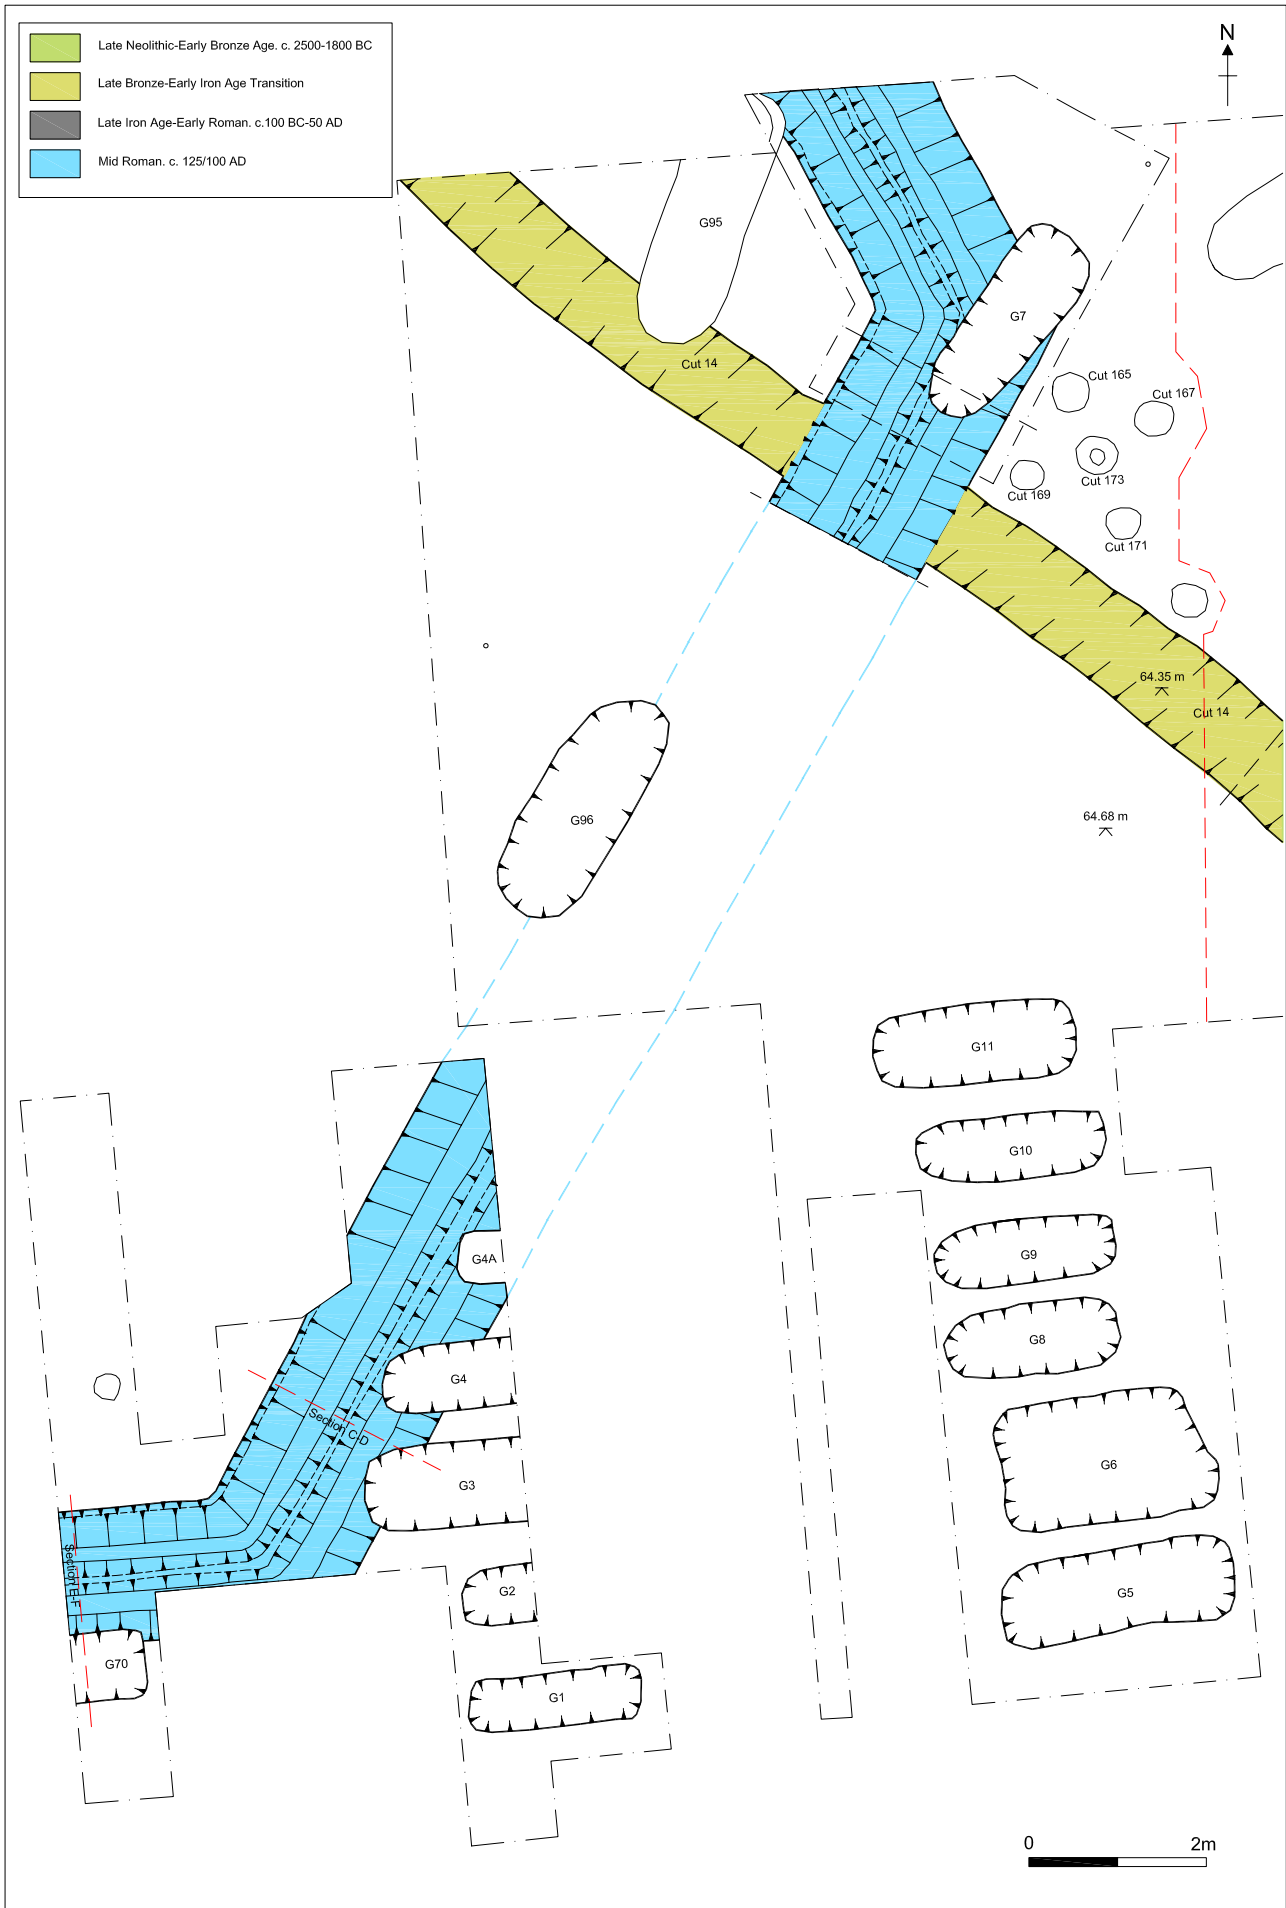 Late Neolithic-Early Bronze Age. c. 2500-1800 BC
Late Bronze-Early Iron Age Transition
Late Iron Age-Early Roman. c.100 BC-50 AD
Mid Roman. c. 125/100 AD
N
G95
G7
Cut 14
Cut 165
Cut 167
Cut 173
Cut 169
Cut 171
64.35 m
Cut 14
64.68 m
G96
G11
G10
G9
G4A
G8
G4
Section C-D
G6
G3
Section E-F
G2
G5
G70
G1
0 2m